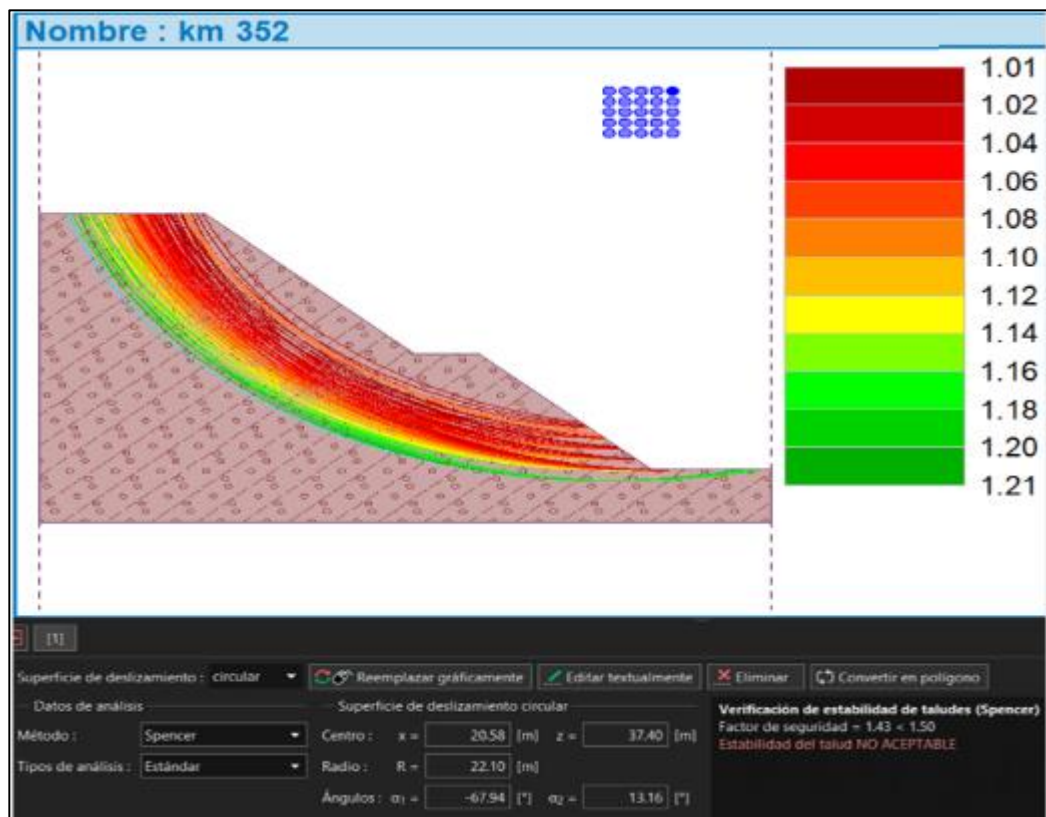 Nombre : km 352
1.01
1.02
1.04
1.06
1.08
1.10
1.12
1.14
1.16
1.18
1.20
1.21
[1]
Superficie de deslizamiento : circular Reemplazar gráficamente Editar textualmente Eliminar Convertir en polígono
Datos de análisis Superficie de deslizamiento circular
Método : Spencer Centro : x = 20.58 [m] z = 37.40 [m]
Tipos de análisis : Estándar Radio : R = 22.10 [m]
Ángulos : α1 = -67.94 [°] α2 = 13.16 [°]
Verificación de estabilidad de taludes (Spencer)
Factor de seguridad = 1.43 < 1.50
Estabilidad del talud NO ACEPTABLE